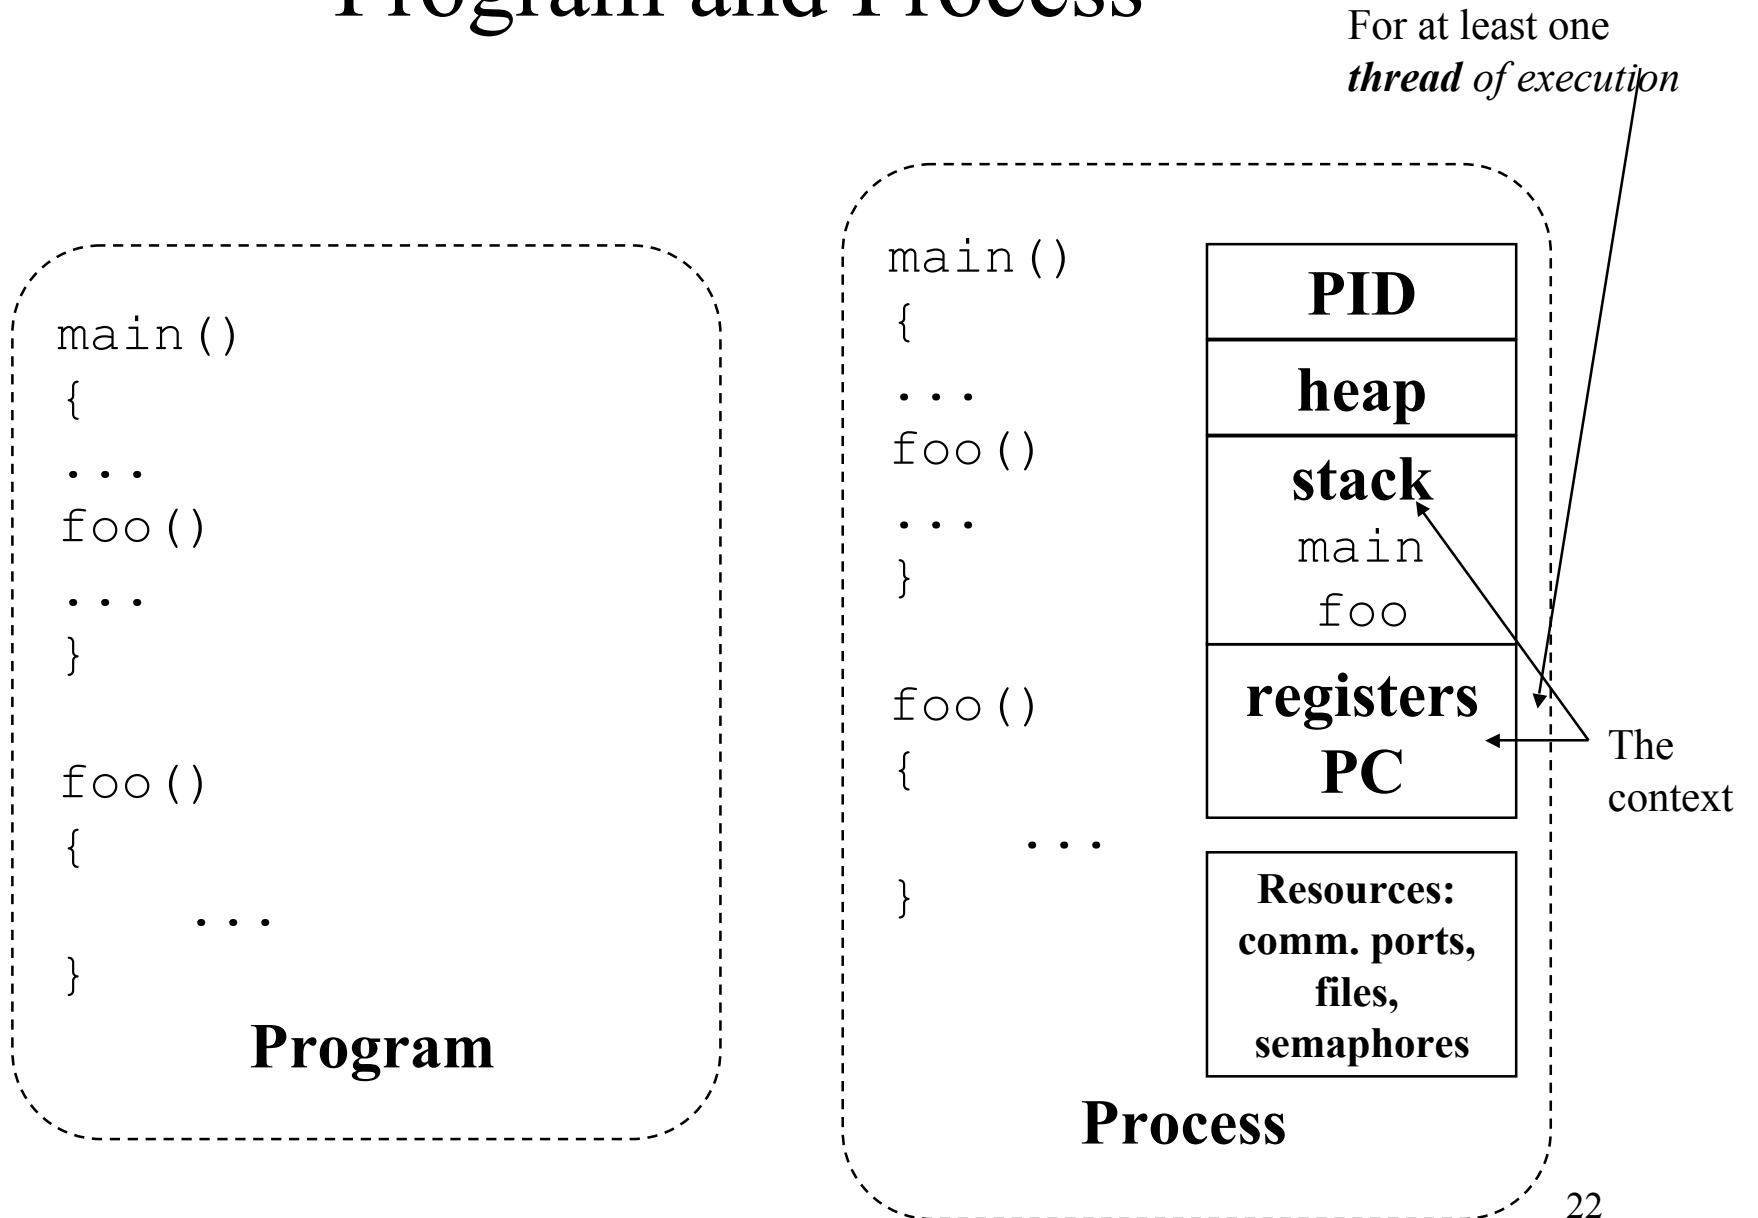 Program and Process
For at least one
thread of execution
main()
{
...
foo()
...
}
foo()
{
...
}
Program
main()
{
...
foo()
...
}
foo()
{
...
}
PID
heap
stack
main
foo
registers
PC
The
context
Resources:
comm. ports,
files,
semaphores
Process
22